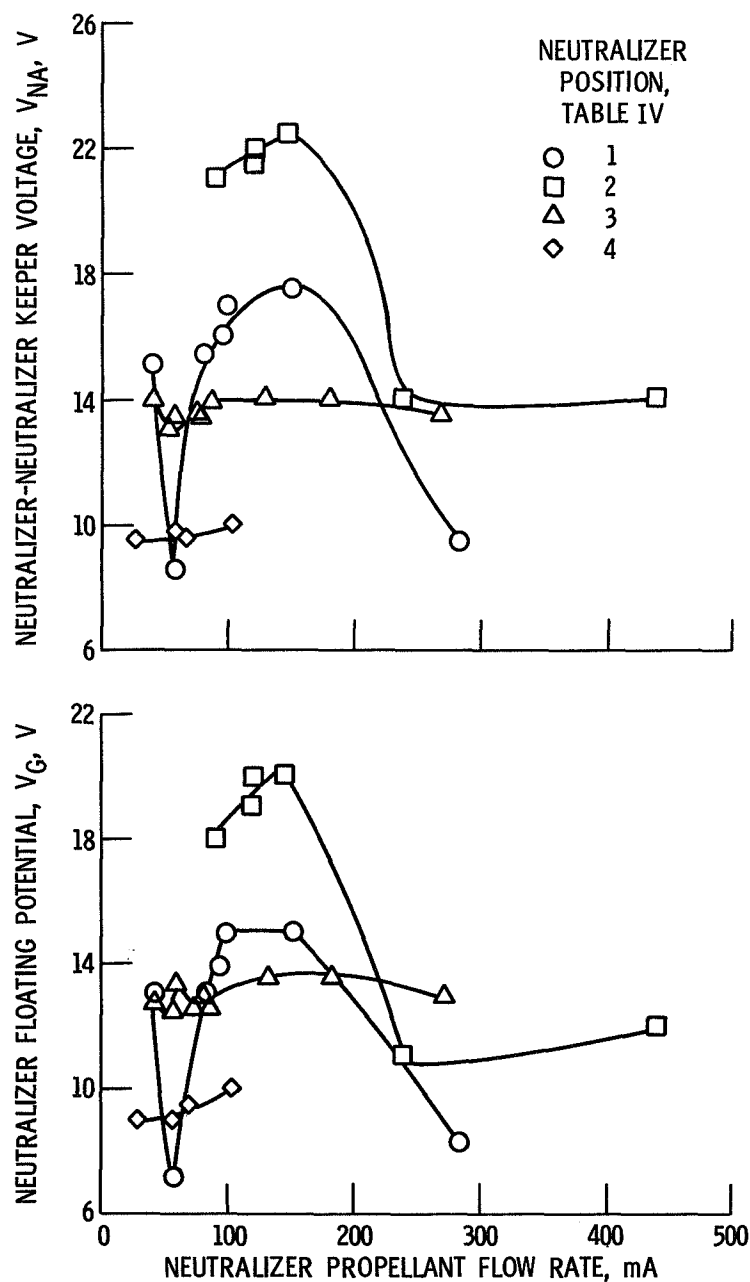 NEUTRALIZER-NEUTRALIZER KEEPER VOLTAGE, V_NA, V
26
22
18
14
10
6
NEUTRALIZER
POSITION,
TABLE IV
1
2
3
4
NEUTRALIZER FLOATING POTENTIAL, V_G, V
22
18
14
10
6
0 100 200 300 400 500
NEUTRALIZER PROPELLANT FLOW RATE, mA